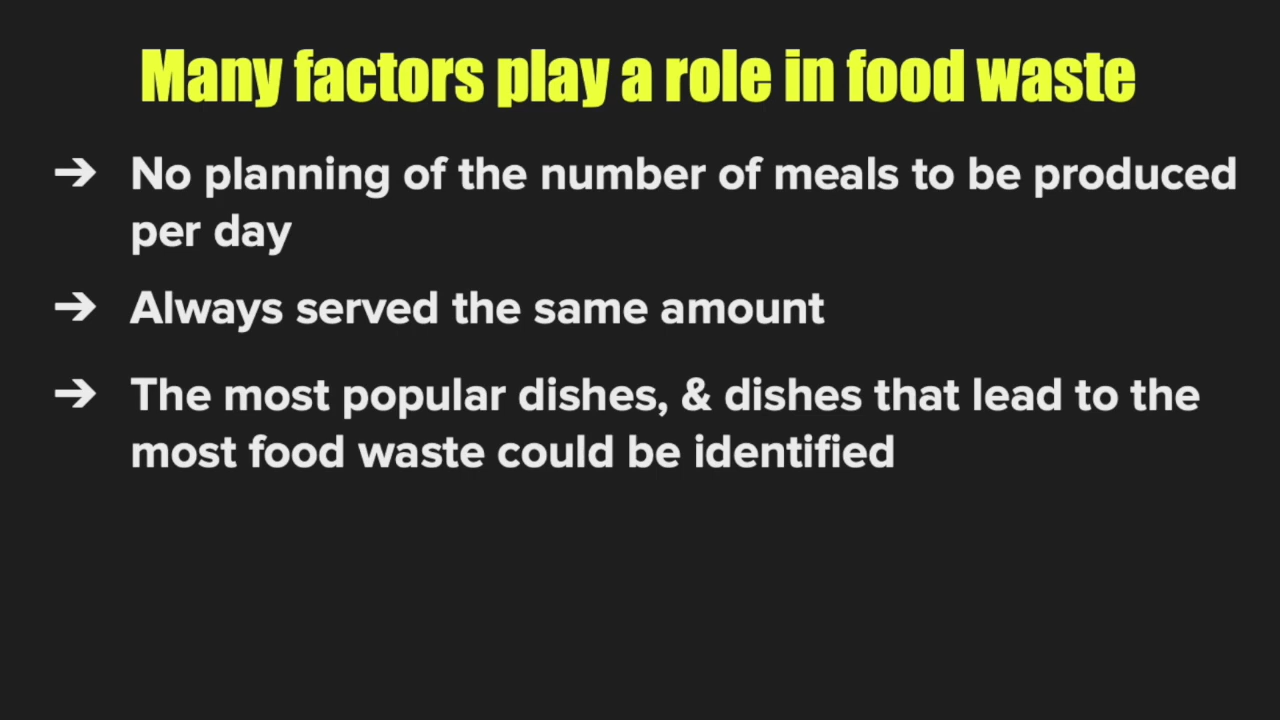 Many factors play a role in food waste
➔ No planning of the number of meals to be produced
per day
➔ Always served the same amount
➔ The most popular dishes, & dishes that lead to the
most food waste could be identified